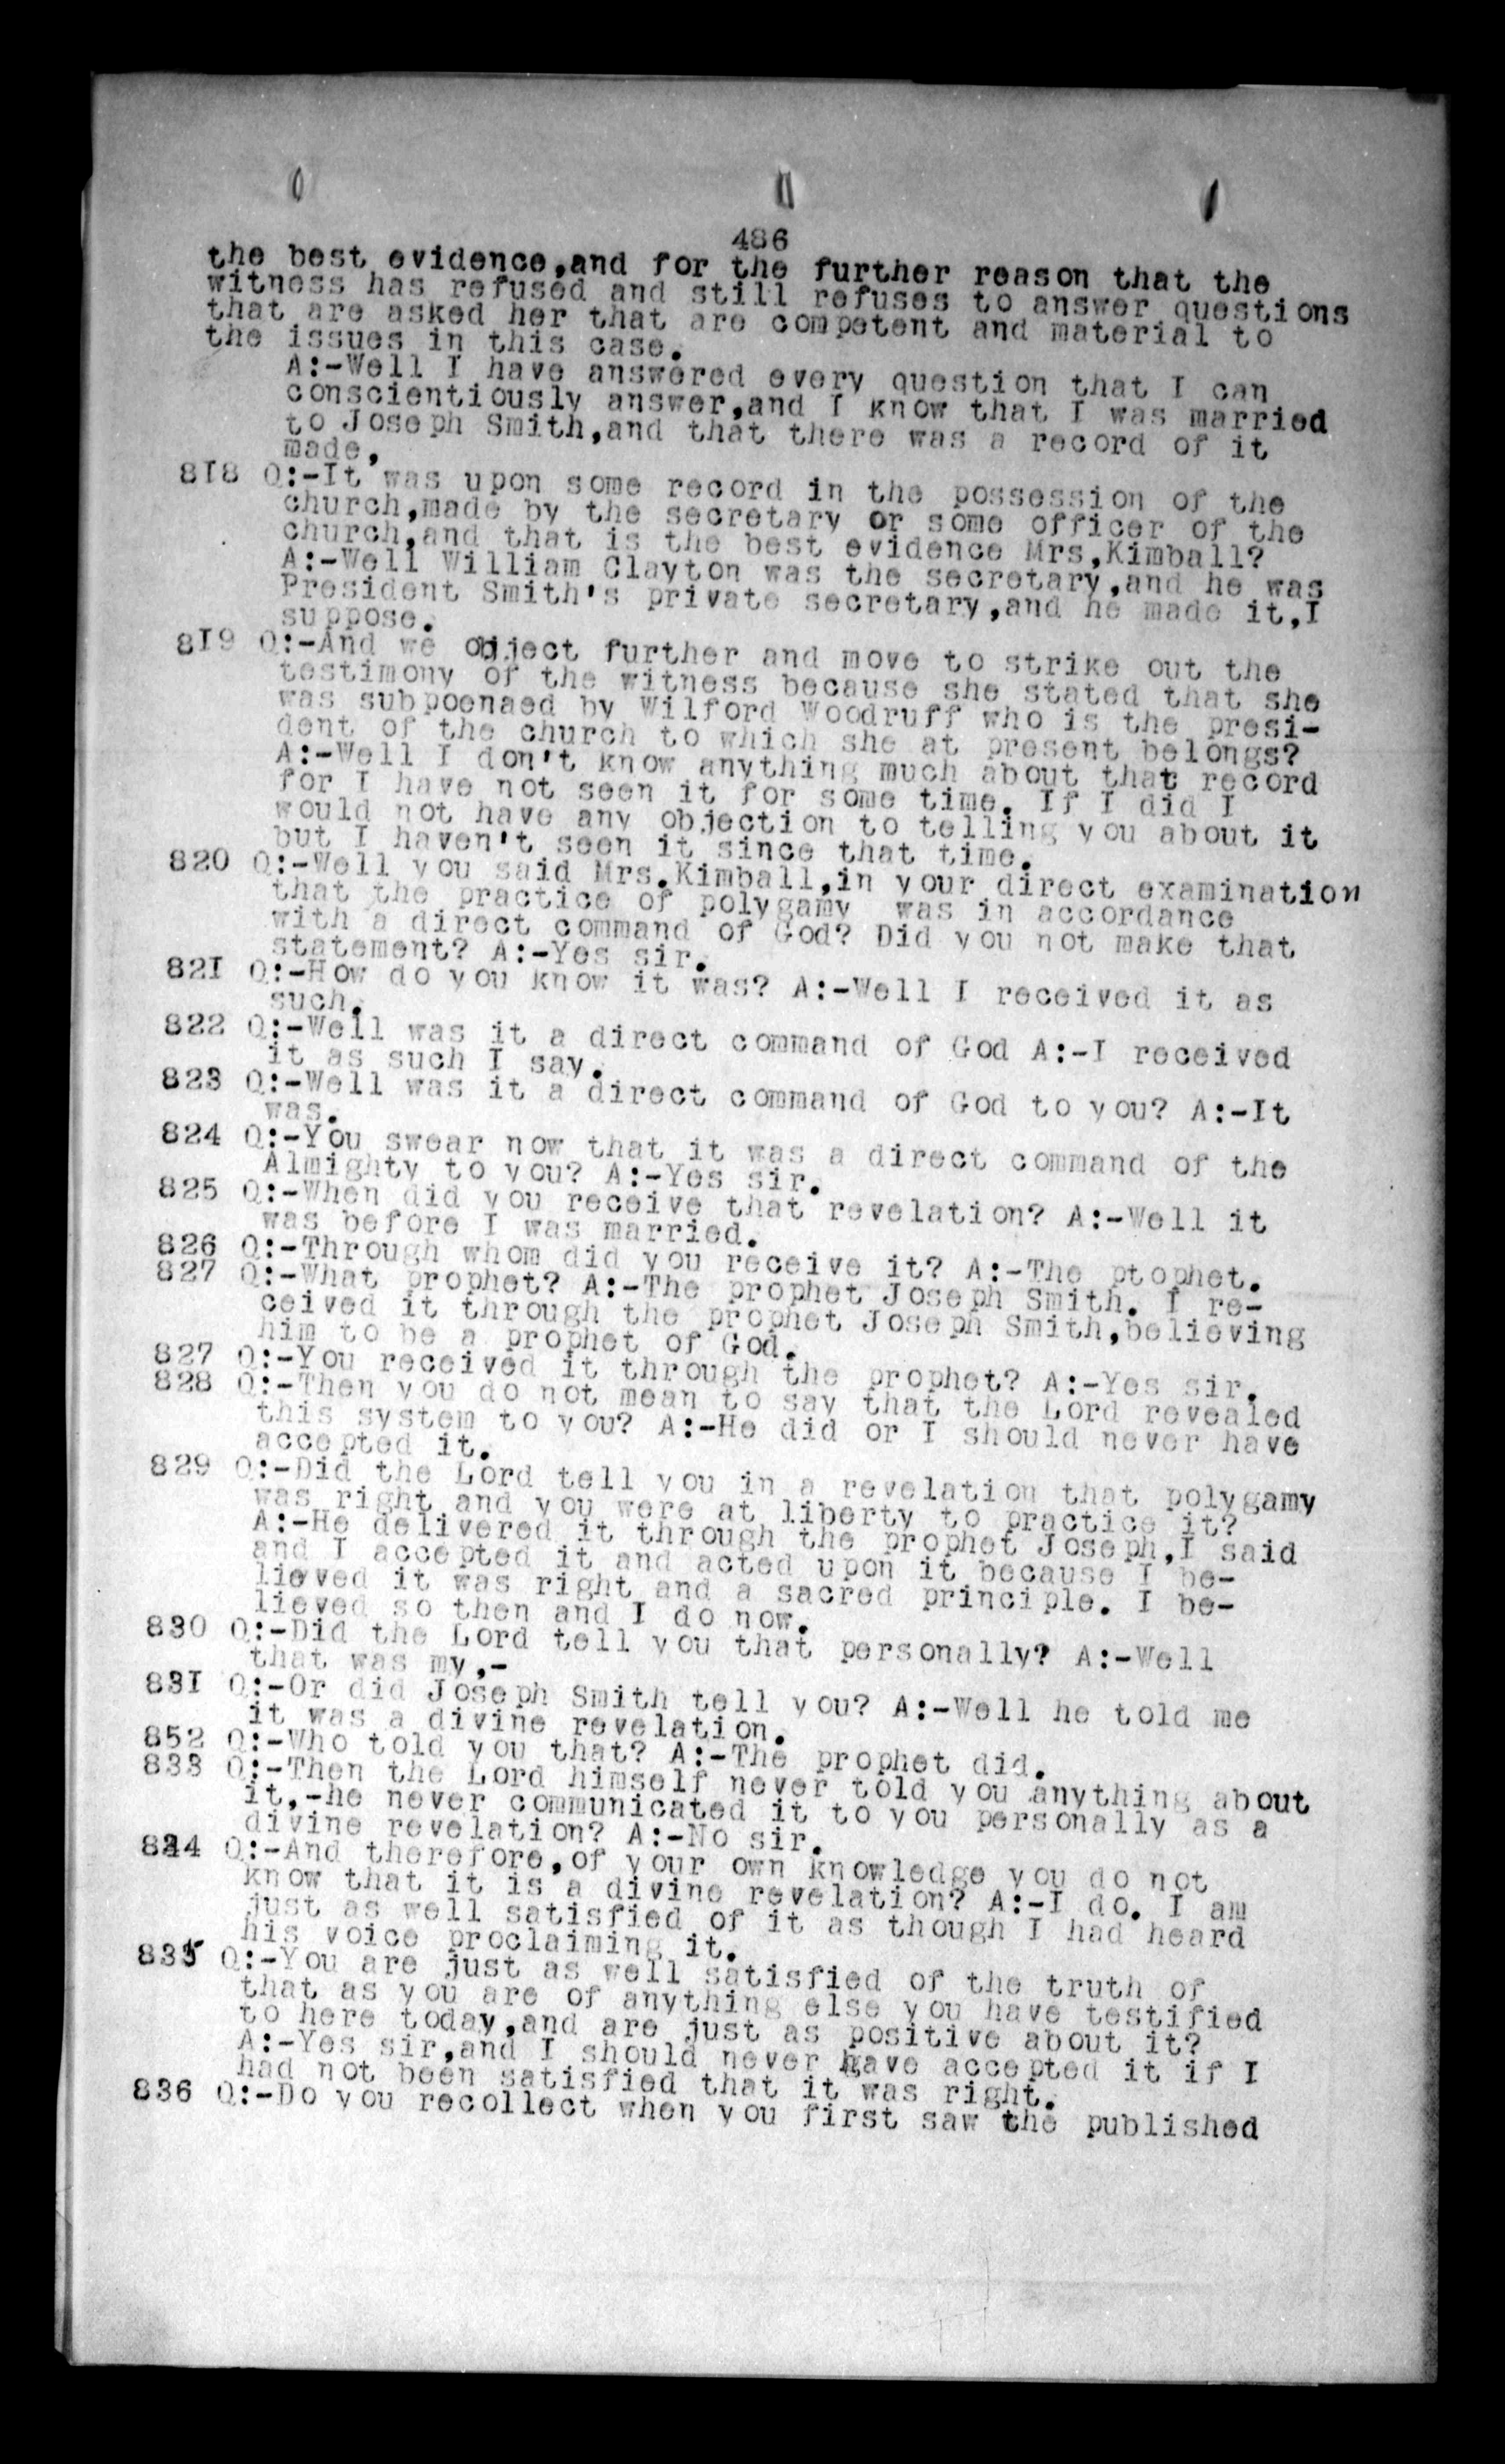 486
the best evidence,and for the further reason that the
witness has refused and still refuses to answer questions
that are asked her that are competent and material to
the issues in this case.
A:-Well I have answered every question that I can
conscientiously answer,and I know that I was married
to Joseph Smith,and that there was a record of it
made,
818 Q:-It was upon some record in the possession of the
church,made by the secretary or some officer of the
church,and that is the best evidence Mrs,Kimball?
A:-Well William Clayton was the secretary,and he was
President Smith's private secretary,and he made it,I
suppose.
819 Q:-And we object further and move to strike out the
testimony of the witness because she stated that she
was subpoenaed by Wilford Woodruff who is the presi-
dent of the church to which she at present belongs?
A:-Well I don't know anything much about that record
for I have not seen it for some time. If I did I
would not have any objection to telling you about it
but I haven't seen it since that time.
820 Q:-Well you said Mrs.Kimball,in your direct examination
that the practice of polygamy was in accordance
with a direct command of God? Did you not make that
statement? A:-Yes sir.
821 Q:-How do you know it was? A:-Well I received it as
such.
822 Q:-Well was it a direct command of God A:-I received
it as such I say.
823 Q:-Well was it a direct command of God to you? A:-It
was.
824 Q:-You swear now that it was a direct command of the
Almighty to you? A:-Yes sir.
825 Q:-When did you receive that revelation? A:-Well it
was before I was married.
826 Q:-Through whom did you receive it? A:-The ptophet.
827 Q:-What prophet? A:-The prophet Joseph Smith. I re-
ceived it through the prophet Joseph Smith,believing
him to be a prophet of God.
827 Q:-You received it through the prophet? A:-Yes sir.
828 Q:-Then you do not mean to say that the Lord revealed
this system to you? A:-He did or I should never have
accepted it.
829 Q:-Did the Lord tell you in a revelation that polygamy
was right and you were at liberty to practice it?
A:-He delivered it through the prophet Joseph,I said
and I accepted it and acted upon it because I be-
lieved it was right and a sacred principle. I be-
lieved so then and I do now.
830 Q:-Did the Lord tell you that personally? A:-Well
that was my,-
831 Q:-Or did Joseph Smith tell you? A:-Well he told me
it was a divine revelation.
852 Q:-Who told you that? A:-The prophet did.
833 Q:-Then the Lord himself never told you anything about
it,-he never communicated it to you personally as a
divine revelation? A:-No sir.
834 Q:-And therefore,of your own knowledge you do not
know that it is a divine revelation? A:-I do. I am
just as well satisfied of it as though I had heard
his voice proclaiming it.
835 Q:-You are just as well satisfied of the truth of
that as you are of anything else you have testified
to here today,and are just as positive about it?
A:-Yes sir,and I should never have accepted it if I
had not been satisfied that it was right.
836 Q:-Do you recollect when you first saw the published